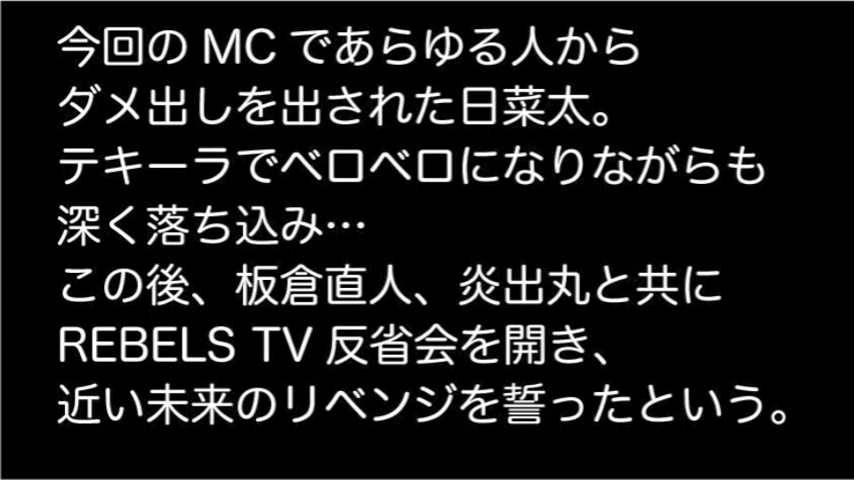 今回の MC であらゆる人から
ダメ出しを出された日菜太。
テキーラでベロベロになりながらも
深く落ち込み…
この後、板倉直人、炎出丸と共に
REBELS TV 反省会を開き、
近い未来のリベンジを誓ったという。